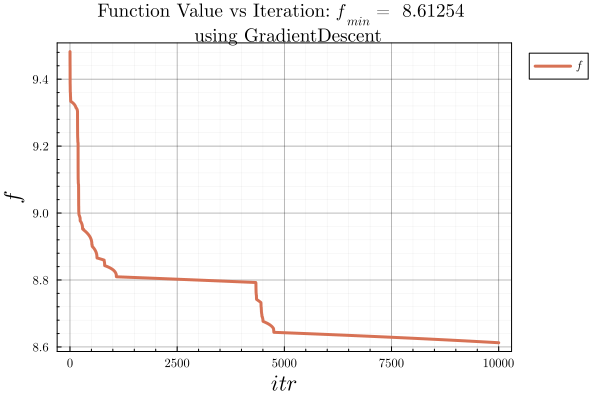 Function Value vs Iteration: f_min = 8.61254
using GradientDescent
f
9.4
9.2
9.0
8.8
8.6
f
0 2500 5000 7500 10000
itr